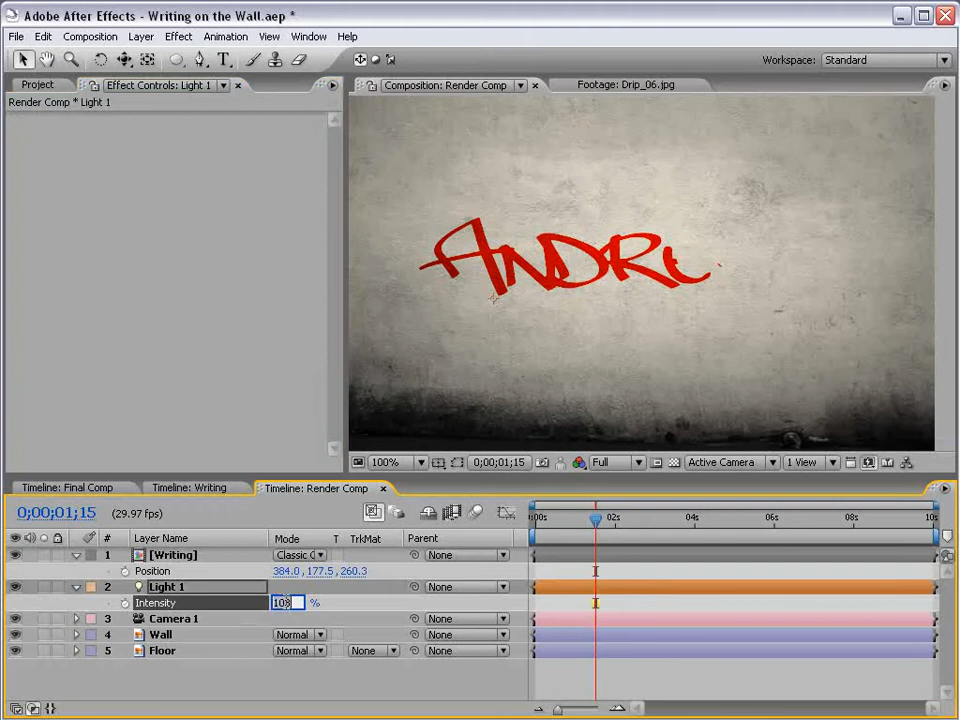 Adobe After Effects - Writing on the Wall.aep *
File Edit Composition Layer Effect Animation View Window Help
Workspace: Standard
Project Effect Controls: Light 1 Composition: Render Comp Footage: Drip_06.jpg
Render Comp * Light 1
ANDR
100% 0;00;01;15 Full Active Camera 1 View
Timeline: Final Comp Timeline: Writing Timeline: Render Comp
0;00;01;15 (29.97 fps)
:00s 02s 04s 06s 08s 10s
# Layer Name Mode T TrkMat Parent
1 [Writing] Classic C None
Position 384.0, 177.5, 260.3
2 Light 1 None
Intensity %
3 Camera 1 None
4 Wall Normal None
5 Floor Normal None None